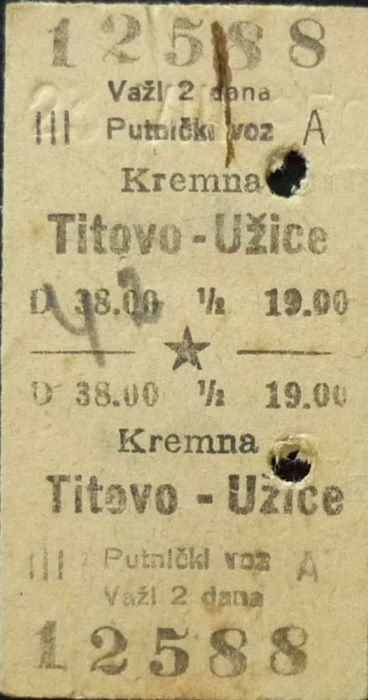 12588
Važi 2 dana
III Putnički voz A
Kremna
Titovo - Užice
D 38.00 ½ 19.00
D 38.00 ½ 19.00
Kremna
Titovo - Užice
III Putnički voz A
Važi 2 dana
12588